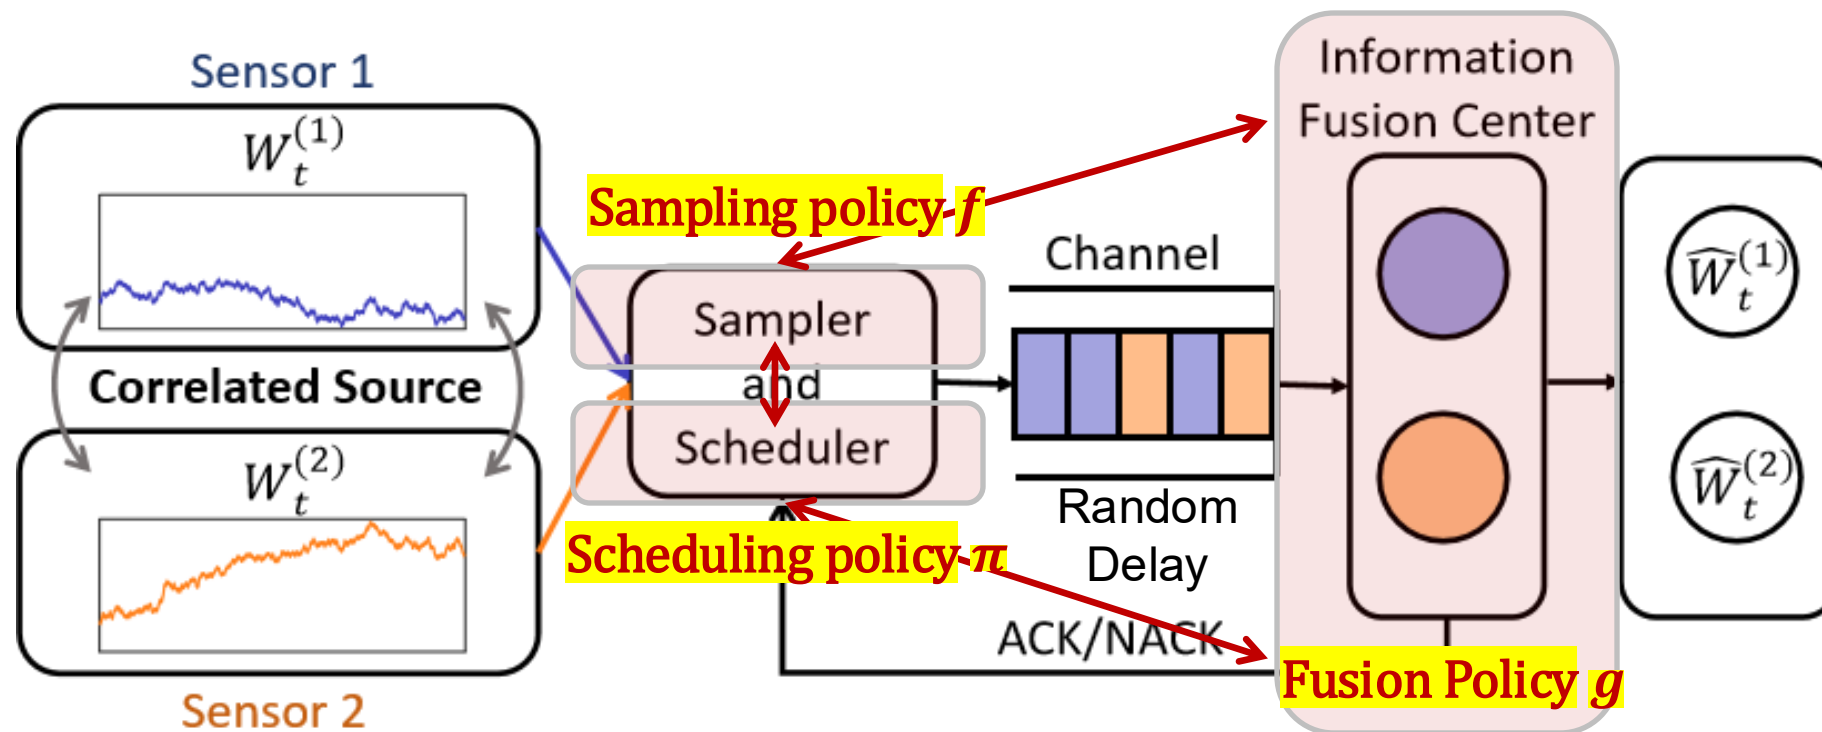 Sensor 1
W_t^(1)
Correlated Source
W_t^(2)
Sensor 2
Sampling policy f
Sampler
and
Scheduler
Scheduling policy π
Channel
Random
Delay
ACK/NACK
Information
Fusion Center
Fusion Policy g
Ŵ_t^(1)
Ŵ_t^(2)